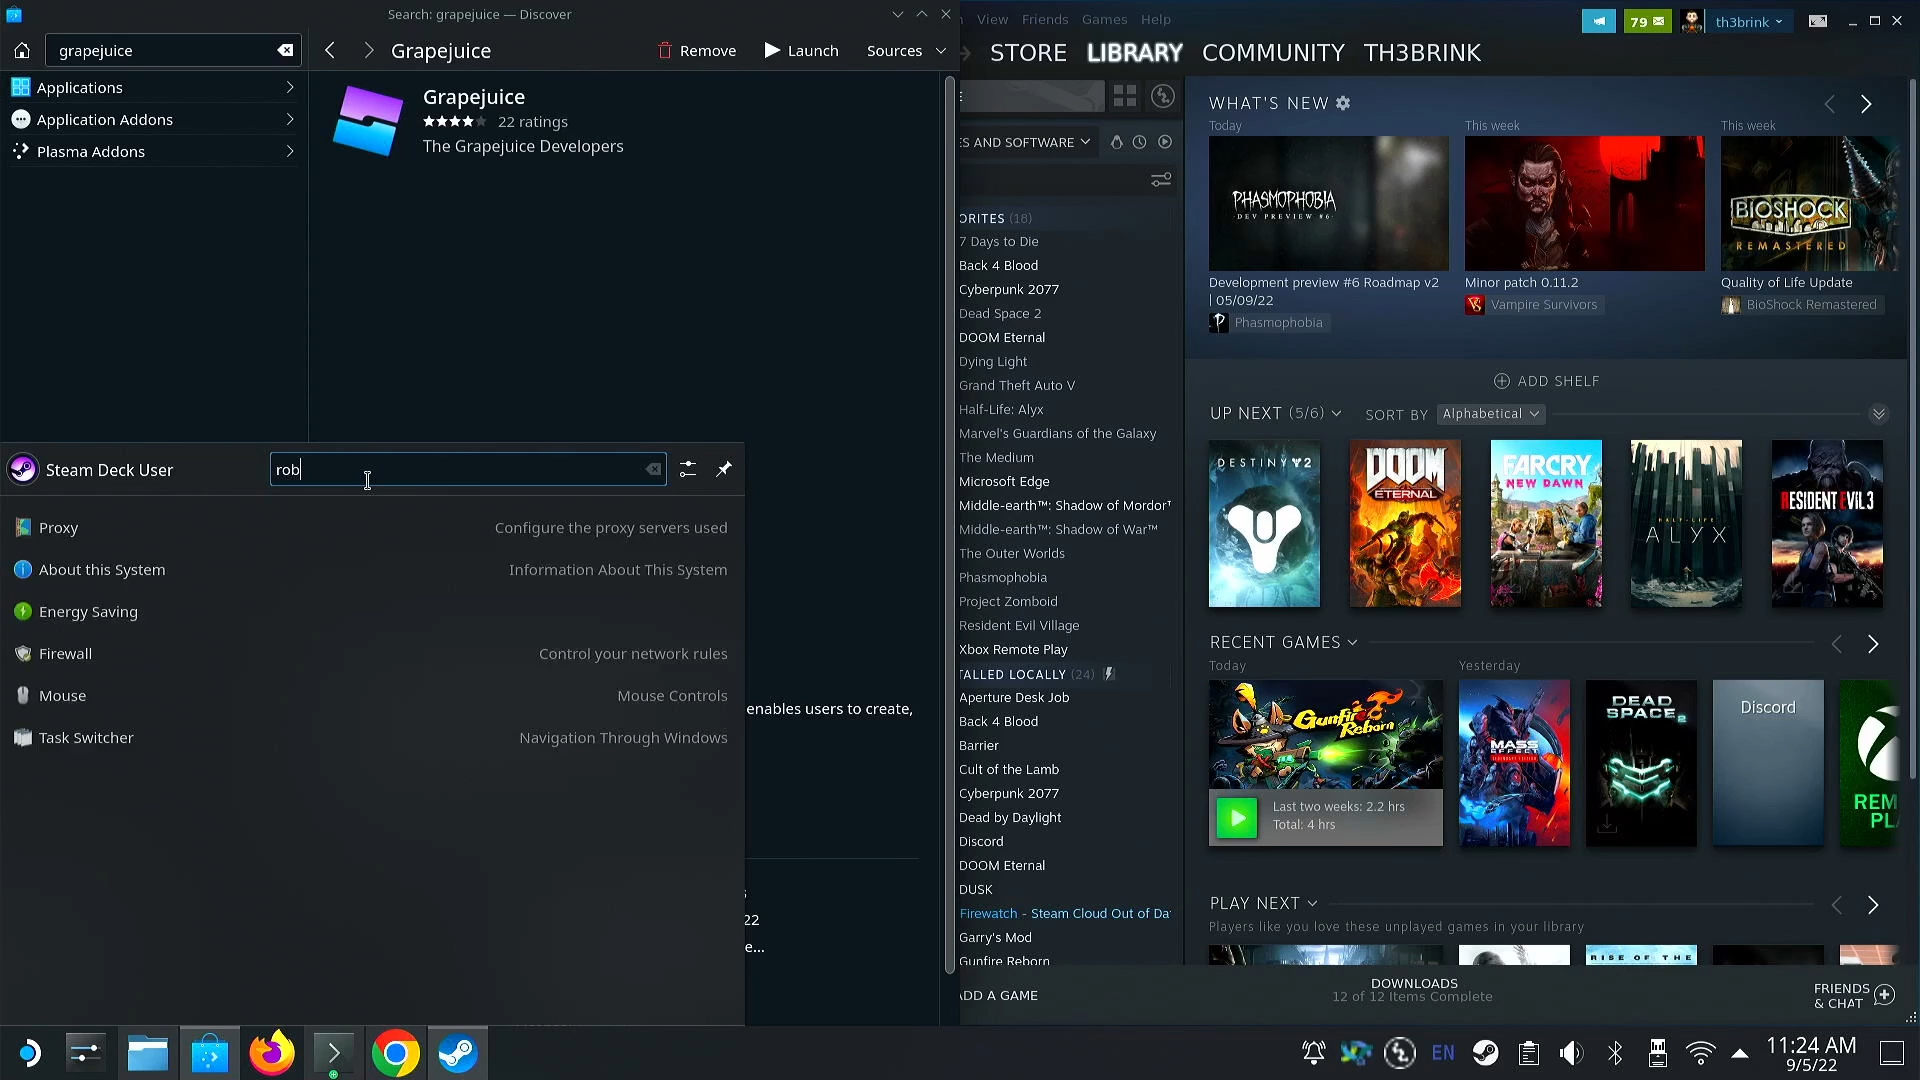 Search: grapejuice — Discover
grapejuice
Grapejuice
Remove
Launch
Sources
Applications
Application Addons
Plasma Addons
Grapejuice
22 ratings
The Grapejuice Developers
Steam Deck User
rob
Proxy
Configure the proxy servers used
About this System
Information About This System
Energy Saving
Firewall
Control your network rules
Mouse
Mouse Controls
Task Switcher
Navigation Through Windows
enables users to create,
22
e...
View Friends Games Help
79
th3brink
STORE LIBRARY COMMUNITY TH3BRINK
ES AND SOFTWARE
ORITES (18)
7 Days to Die
Back 4 Blood
Cyberpunk 2077
Dead Space 2
DOOM Eternal
Dying Light
Grand Theft Auto V
Half-Life: Alyx
Marvel's Guardians of the Galaxy
The Medium
Microsoft Edge
Middle-earth™: Shadow of Mordor™
Middle-earth™: Shadow of War™
The Outer Worlds
Phasmophobia
Project Zomboid
Resident Evil Village
Xbox Remote Play
TALLED LOCALLY (24)
Aperture Desk Job
Back 4 Blood
Barrier
Cult of the Lamb
Cyberpunk 2077
Dead by Daylight
Discord
DOOM Eternal
DUSK
Firewatch - Steam Cloud Out of Da
Garry's Mod
Gunfire Reborn
DD A GAME
WHAT'S NEW
Today
This week
This week
PHASMOPHOBIA
DEV PREVIEW #6
BIOSHOCK
REMASTERED
Development preview #6 Roadmap v2
| 05/09/22
Phasmophobia
Minor patch 0.11.2
Vampire Survivors
Quality of Life Update
BioShock Remastered
ADD SHELF
UP NEXT (5/6)
SORT BY Alphabetical
DESTINY 2
DOOM
ETERNAL
FARCRY
NEW DAWN
HALF-LIFE
ALYX
RESIDENT EVIL 3
RECENT GAMES
Today
Yesterday
Gunfire
Reborn
Last two weeks: 2.2 hrs
Total: 4 hrs
MASS
EFFECT
DEAD
SPACE 2
Discord
REM
PL
PLAY NEXT
Players like you love these unplayed games in your library
RISE OF THE
DOWNLOADS
12 of 12 Items Complete
FRIENDS
& CHAT
EN
11:24 AM
9/5/22